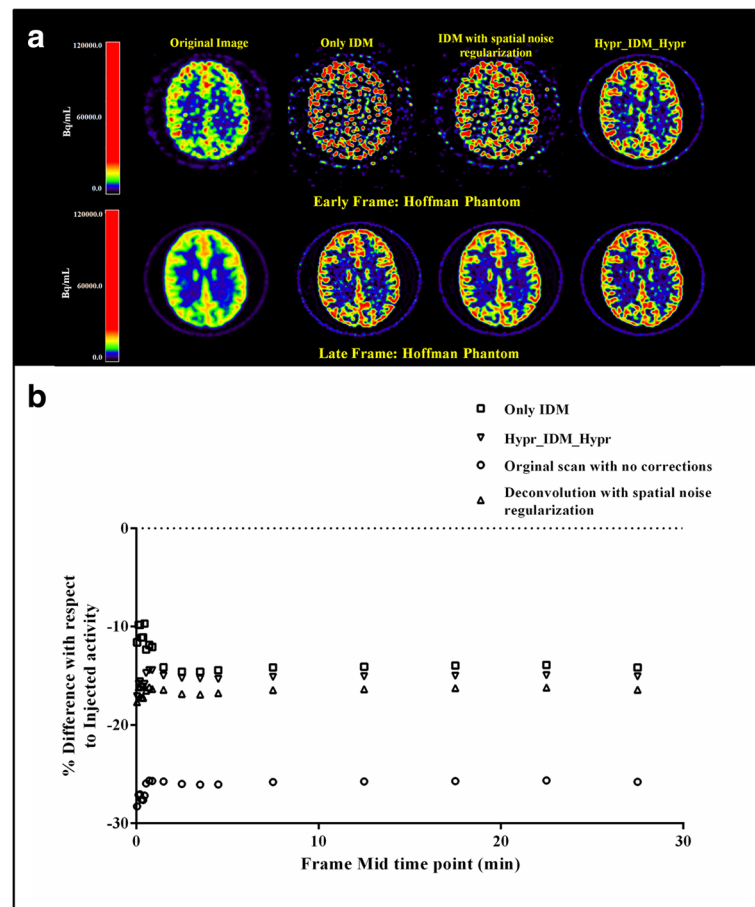 a
Original Image
Only IDM
IDM with spatial noise
regularization
Hypr_IDM_Hypr
120000.0
60000.0
0.0
Bq/mL
Early Frame: Hoffman Phantom
120000.0
60000.0
0.0
Bq/mL
Late Frame: Hoffman Phantom
b
Only IDM
Hypr_IDM_Hypr
Orginal scan with no corrections
Deconvolution with spatial noise
regularization
% Difference with respect
to Injected activity
0
-10
-20
-30
0
10
20
30
Frame Mid time point (min)